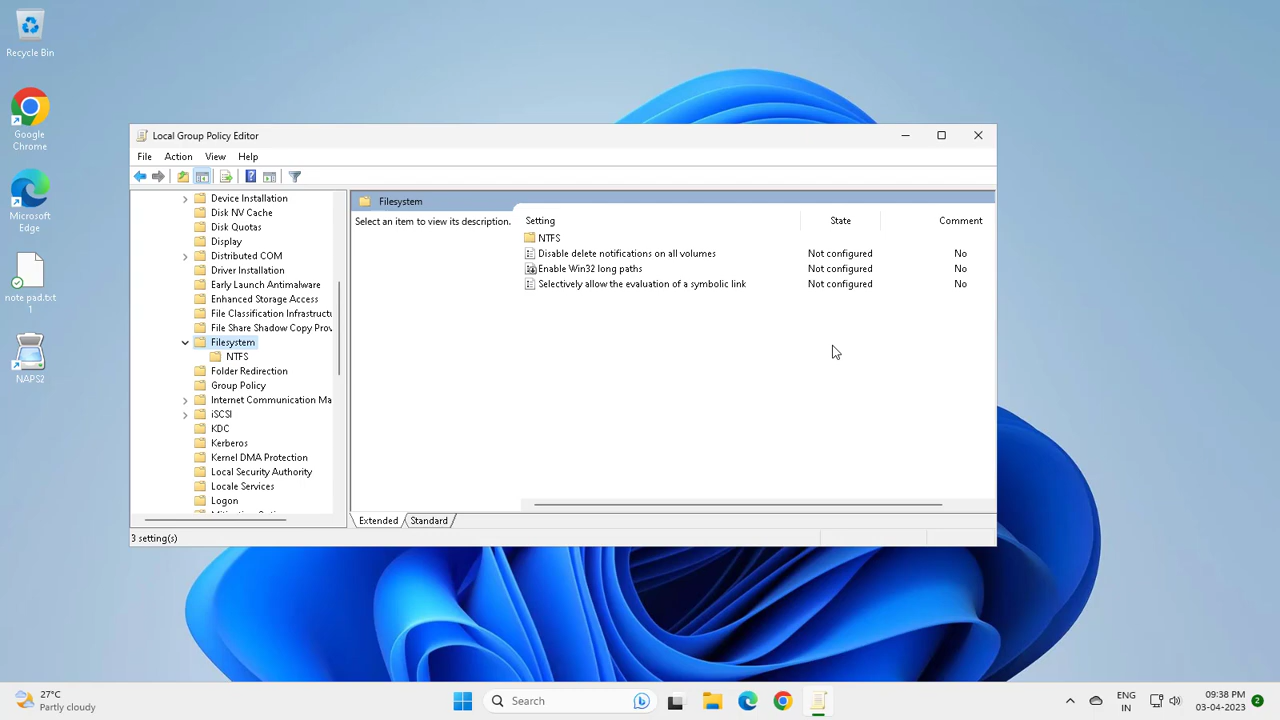 Recycle Bin
Google
Chrome
Microsoft
Edge
note pad.txt
1
NAPS2
Local Group Policy Editor
File Action View Help
Device Installation
Disk NV Cache
Disk Quotas
Display
Distributed COM
Driver Installation
Early Launch Antimalware
Enhanced Storage Access
File Classification Infrastructu
File Share Shadow Copy Prov
Filesystem
NTFS
Folder Redirection
Group Policy
Internet Communication Ma
iSCSI
KDC
Kerberos
Kernel DMA Protection
Local Security Authority
Locale Services
Logon
Filesystem
Select an item to view its description.
Setting State Comment
NTFS
Disable delete notifications on all volumes Not configured No
Enable Win32 long paths Not configured No
Selectively allow the evaluation of a symbolic link Not configured No
Extended Standard
3 setting(s)
27°C
Partly cloudy
Search
ENG
IN
09:38 PM
03-04-2023
2